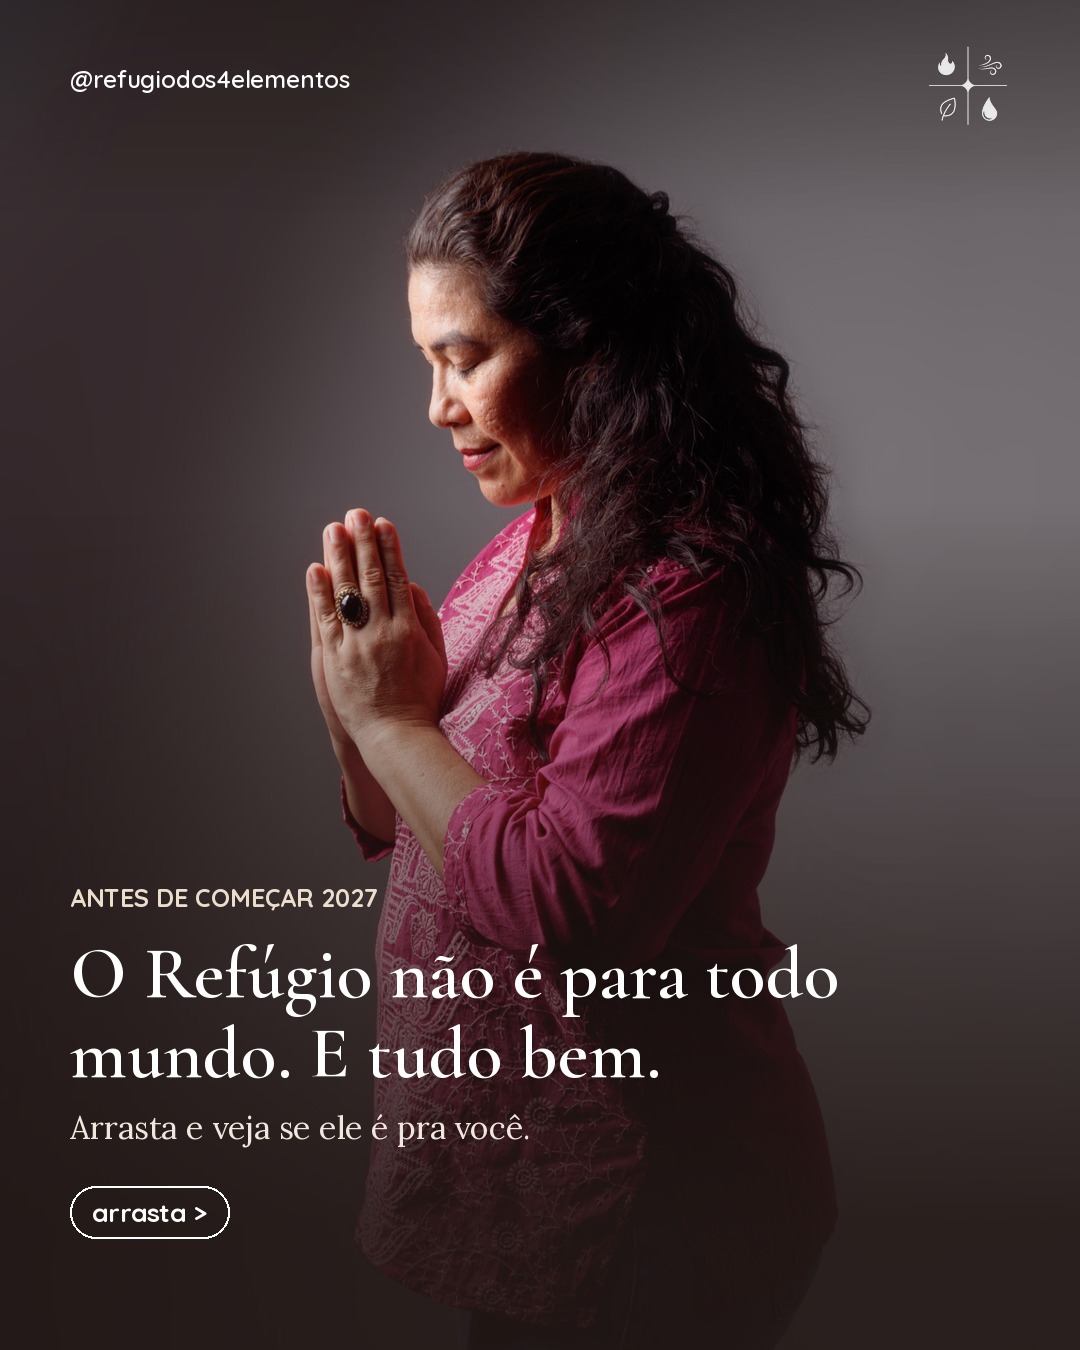 @refugiodos4elementos
ANTES DE COMEÇAR 2027
O Refúgio não é para todo
mundo. E tudo bem.
Arrasta e veja se ele é pra você.
arrasta >